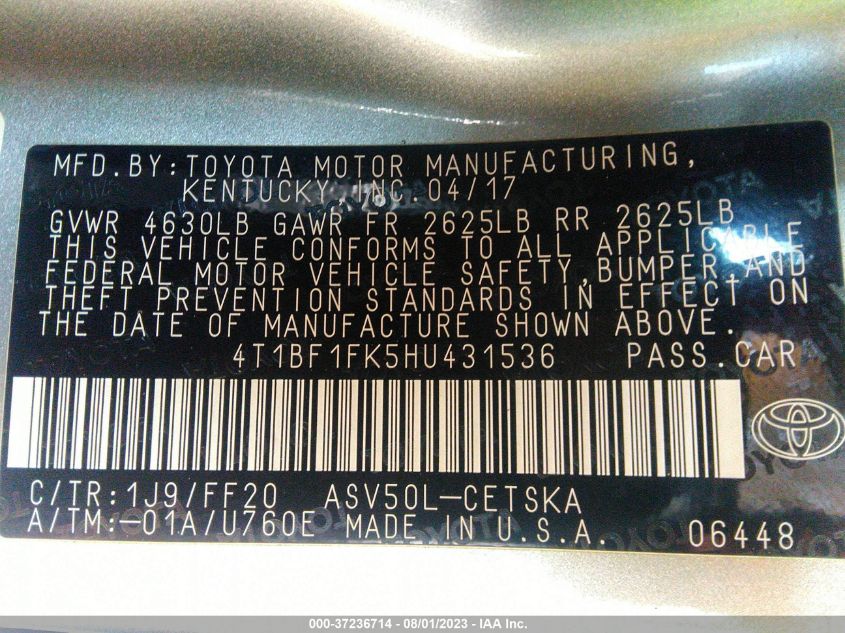 MFD.BY:TOYOTA MOTOR MANUFACTURING,
KENTUCKY,INC.04/17
GVWR 4630LB GAWR FR 2625LB RR 2625LB
THIS VEHICLE CONFORMS TO ALL APPLICABLE
FEDERAL MOTOR VEHICLE SAFETY,BUMPER,AND
THEFT PREVENTION STANDARDS IN EFFECT ON
THE DATE OF MANUFACTURE SHOWN ABOVE.
4T1BF1FK5HU431536 PASS.CAR
C/TR:1J9/FF20 ASV50L-CETSKA
A/TM:-01A/U760E MADE IN U.S.A. 06448
000-37236714 - 08/01/2023 - IAA Inc.